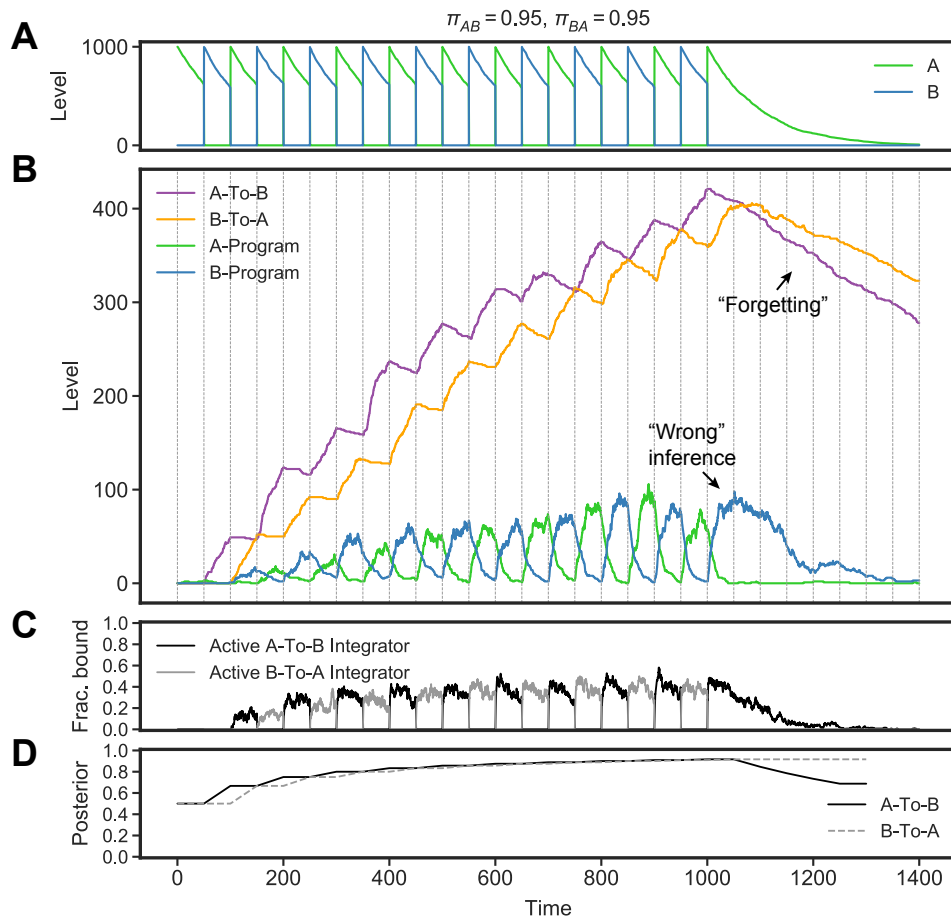 π_AB = 0.95, π_BA = 0.95
A
1000
0
Level
A
B
B
400
300
200
100
0
Level
A-To-B
B-To-A
A-Program
B-Program
“Forgetting”
“Wrong”
inference
C
1.0
0.8
0.6
0.4
0.2
0.0
Frac. bound
Active A-To-B Integrator
Active B-To-A Integrator
D
1.0
0.8
0.6
0.4
0.2
0.0
Posterior
A-To-B
B-To-A
0 200 400 600 800 1000 1200 1400
Time